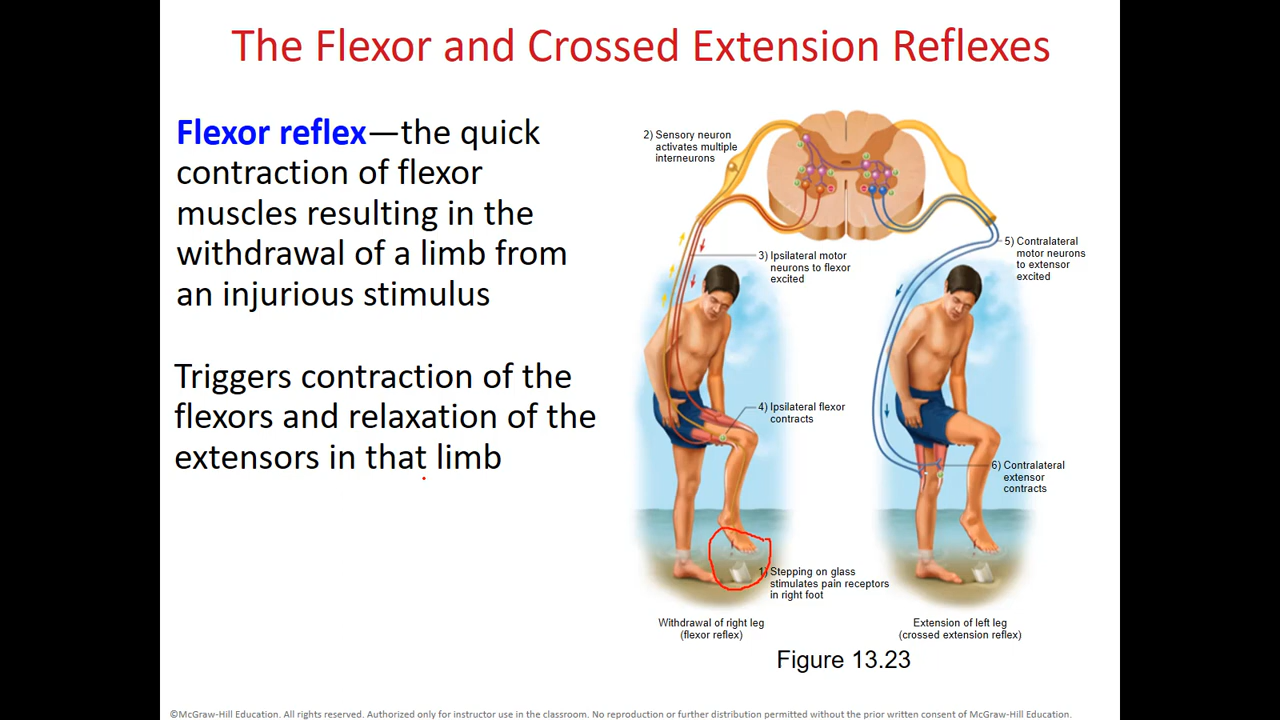 The Flexor and Crossed Extension Reflexes
Flexor reflex—the quick
contraction of flexor
muscles resulting in the
withdrawal of a limb from
an injurious stimulus
Triggers contraction of the
flexors and relaxation of the
extensors in that limb
2) Sensory neuron
activates multiple
interneurons
3) Ipsilateral motor
neurons to flexor
excited
4) Ipsilateral flexor
contracts
1) Stepping on glass
stimulates pain receptors
in right foot
Withdrawal of right leg
(flexor reflex)
5) Contralateral
motor neurons
to extensor
excited
6) Contralateral
extensor
contracts
Extension of left leg
(crossed extension reflex)
Figure 13.23
©McGraw-Hill Education. All rights reserved. Authorized only for instructor use in the classroom. No reproduction or further distribution permitted without the prior written consent of McGraw-Hill Education.